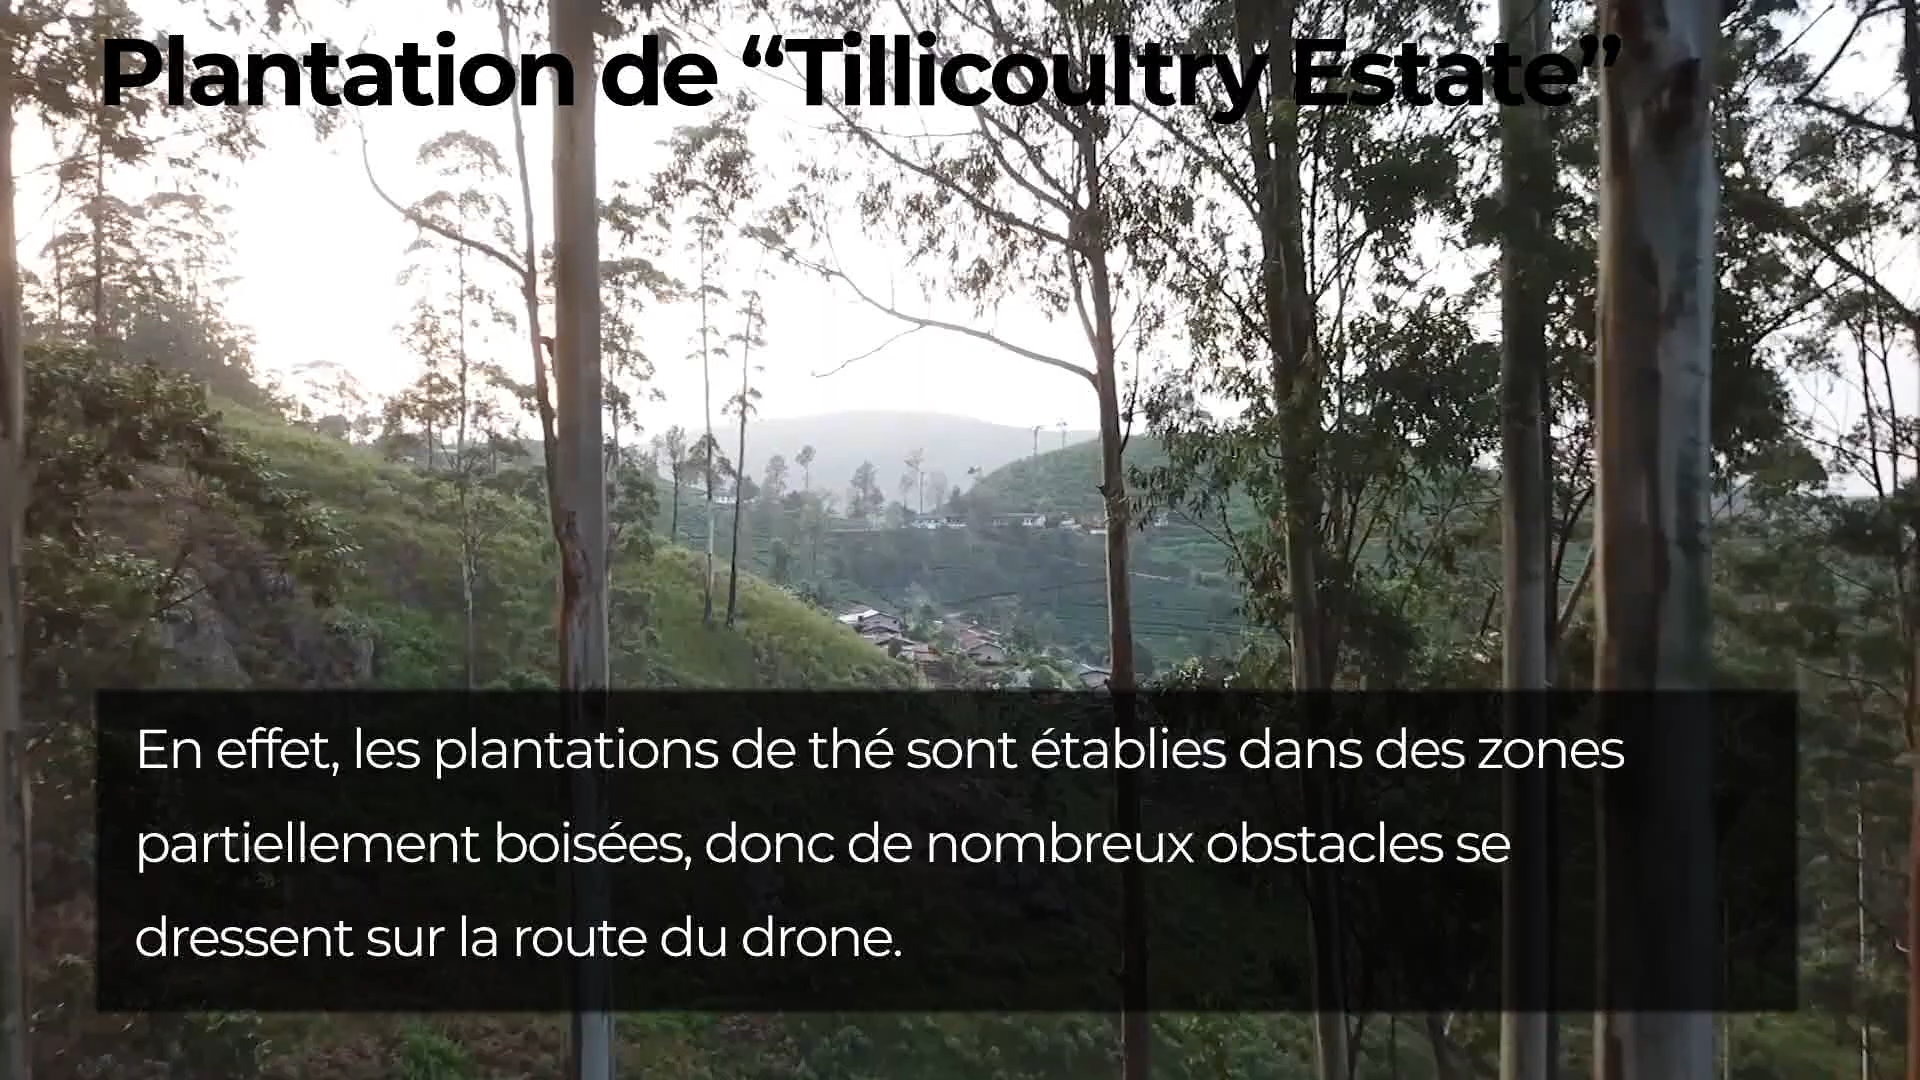 Plantation de “Tillicoultry Estate”
En effet, les plantations de thé sont établies dans des zones
partiellement boisées, donc de nombreux obstacles se
dressent sur la route du drone.